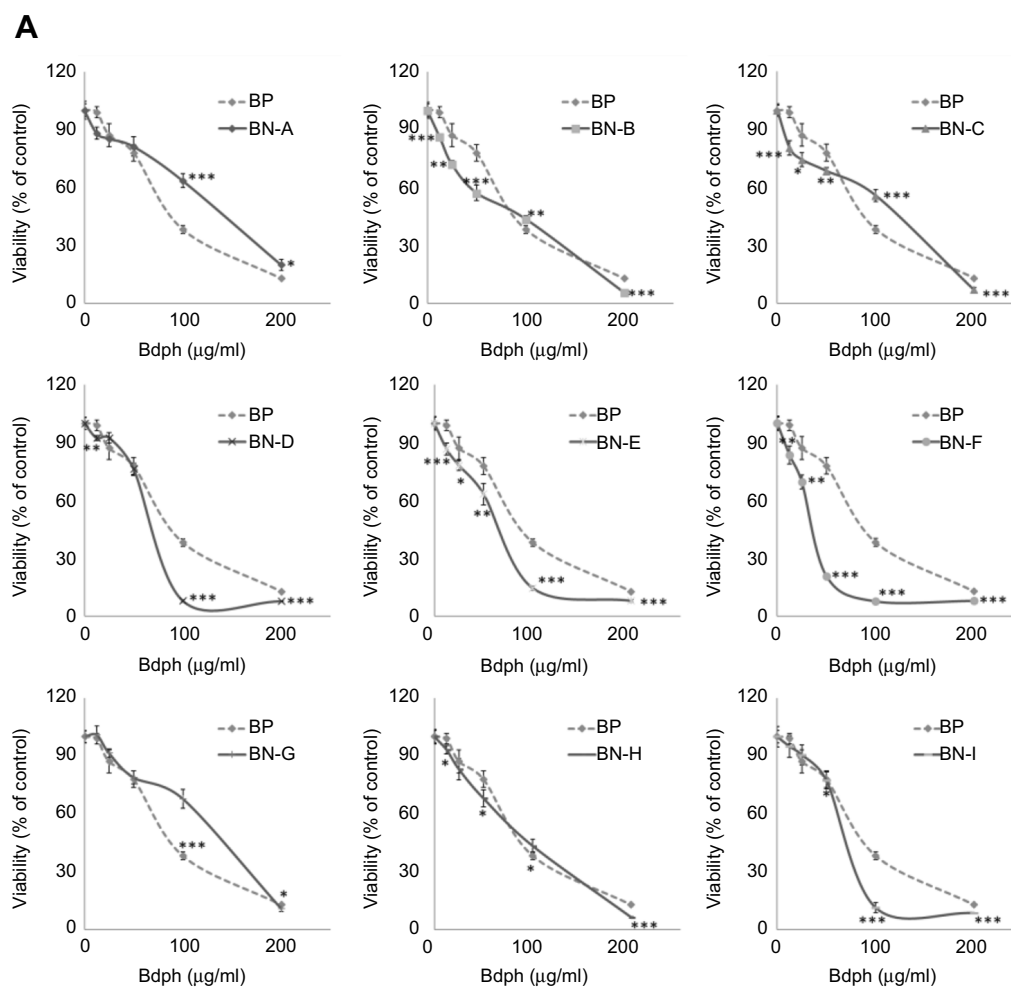 A
120
90
60
30
0
Viability (% of control)
BP
BN-A
***
*
0 100 200
Bdph (μg/ml)
120
90
60
30
0
Viability (% of control)
BP
BN-B
***
**
***
**
***
0 100 200
Bdph (μg/ml)
120
90
60
30
0
Viability (% of control)
BP
BN-C
***
*
**
***
***
0 100 200
Bdph (μg/ml)
120
90
60
30
0
Viability (% of control)
BP
BN-D
**
***
***
0 100 200
Bdph (μg/ml)
120
90
60
30
0
Viability (% of control)
BP
BN-E
***
*
**
***
***
0 100 200
Bdph (μg/ml)
120
90
60
30
0
Viability (% of control)
BP
BN-F
**
**
***
***
***
0 100 200
Bdph (μg/ml)
120
90
60
30
0
Viability (% of control)
BP
BN-G
***
*
0 100 200
Bdph (μg/ml)
120
90
60
30
0
Viability (% of control)
BP
BN-H
*
*
*
***
0 100 200
Bdph (μg/ml)
120
90
60
30
0
Viability (% of control)
BP
BN-I
*
***
***
0 100 200
Bdph (μg/ml)